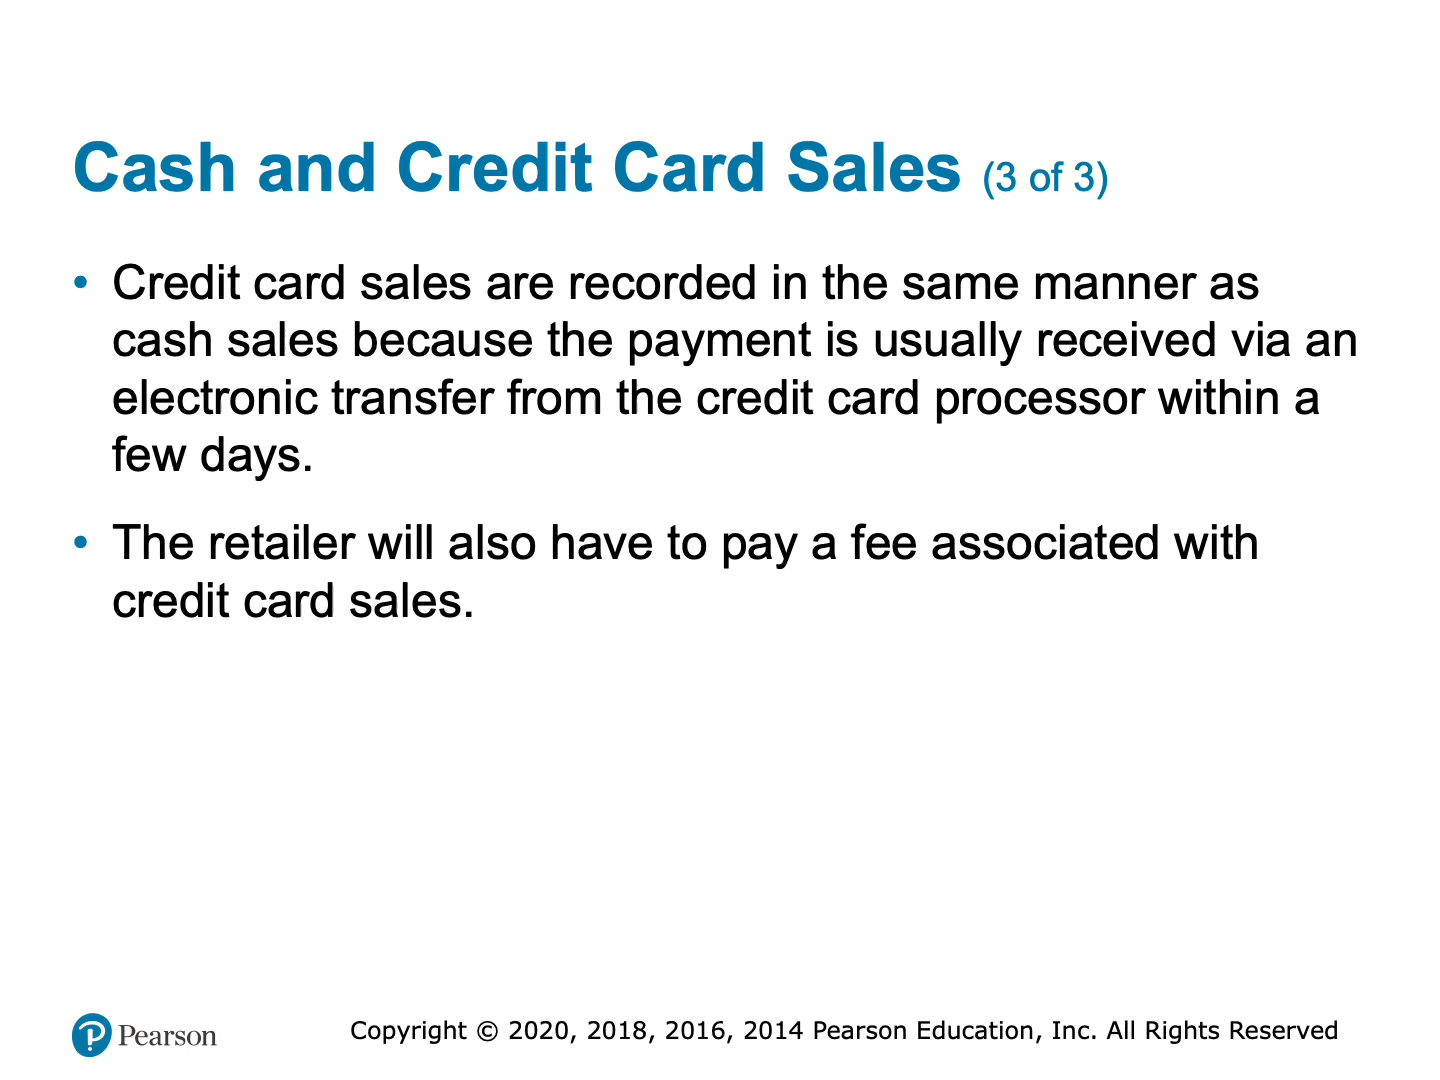 Cash and Credit Card Sales (3 of 3)
• Credit card sales are recorded in the same manner as
cash sales because the payment is usually received via an
electronic transfer from the credit card processor within a
few days.
• The retailer will also have to pay a fee associated with
credit card sales.
Pearson
Copyright © 2020, 2018, 2016, 2014 Pearson Education, Inc. All Rights Reserved